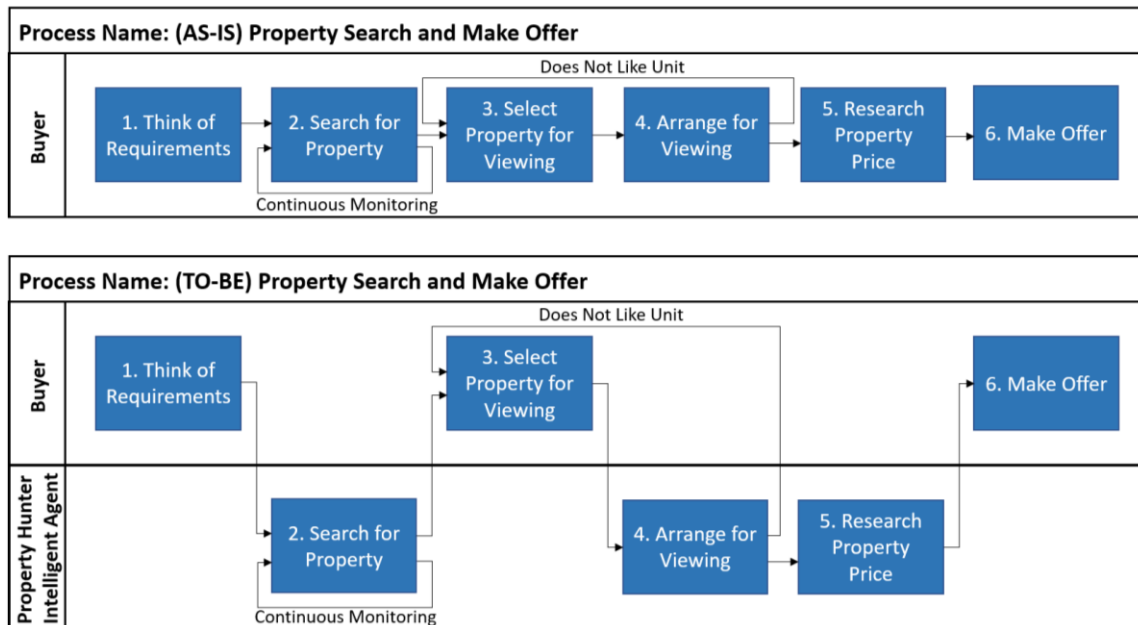 Process Name: (AS-IS) Property Search and Make Offer
Buyer
Does Not Like Unit
1. Think of
Requirements
2. Search for
Property
3. Select
Property for
Viewing
4. Arrange for
Viewing
5. Research
Property
Price
6. Make Offer
Continuous Monitoring
Process Name: (TO-BE) Property Search and Make Offer
Buyer
Does Not Like Unit
1. Think of
Requirements
3. Select
Property for
Viewing
6. Make Offer
Property Hunter
Intelligent Agent
2. Search for
Property
4. Arrange for
Viewing
5. Research
Property
Price
Continuous Monitoring